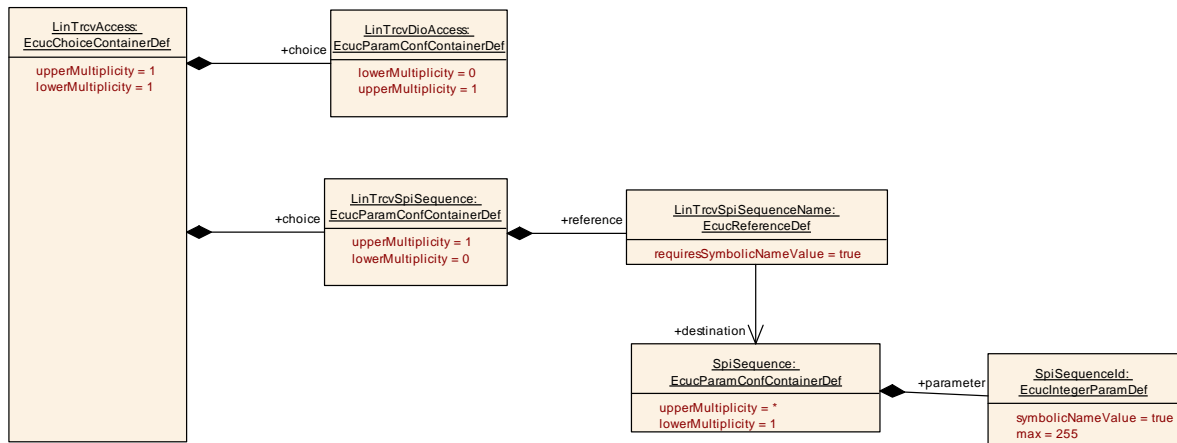 LinTrcvAccess:
EcucChoiceContainerDef
upperMultiplicity = 1
lowerMultiplicity = 1
+choice
LinTrcvDioAccess:
EcucParamConfContainerDef
lowerMultiplicity = 0
upperMultiplicity = 1
+choice
LinTrcvSpiSequence:
EcucParamConfContainerDef
upperMultiplicity = 1
lowerMultiplicity = 0
+reference
LinTrcvSpiSequenceName:
EcucReferenceDef
requiresSymbolicNameValue = true
+destination
SpiSequence:
EcucParamConfContainerDef
upperMultiplicity = *
lowerMultiplicity = 1
+parameter
SpiSequenceId:
EcucIntegerParamDef
symbolicNameValue = true
max = 255